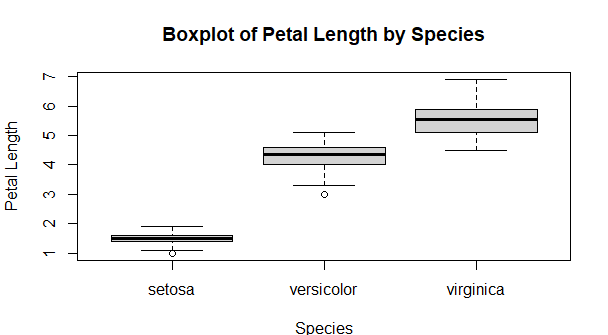 Boxplot of Petal Length by Species
Petal Length
7
6
5
4
3
2
1
setosa versicolor virginica
Species